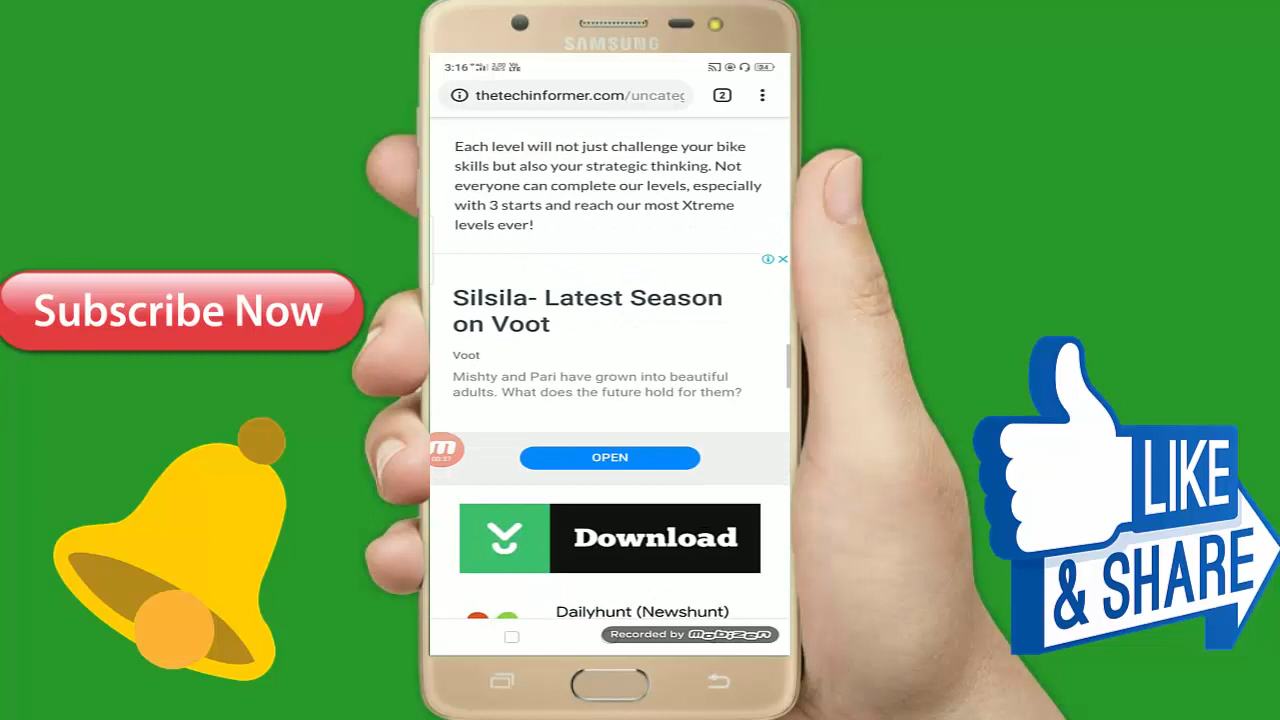 SAMSUNG
3:16
thetechinformer.com/uncateg
2
Each level will not just challenge your bike
skills but also your strategic thinking. Not
everyone can complete our levels, especially
with 3 starts and reach our most Xtreme
levels ever!
Silsila- Latest Season
on Voot
Voot
Mishty and Pari have grown into beautiful
adults. What does the future hold for them?
OPEN
Download
Dailyhunt (Newshunt)
Recorded by mobizen
Subscribe Now
LIKE
& SHARE